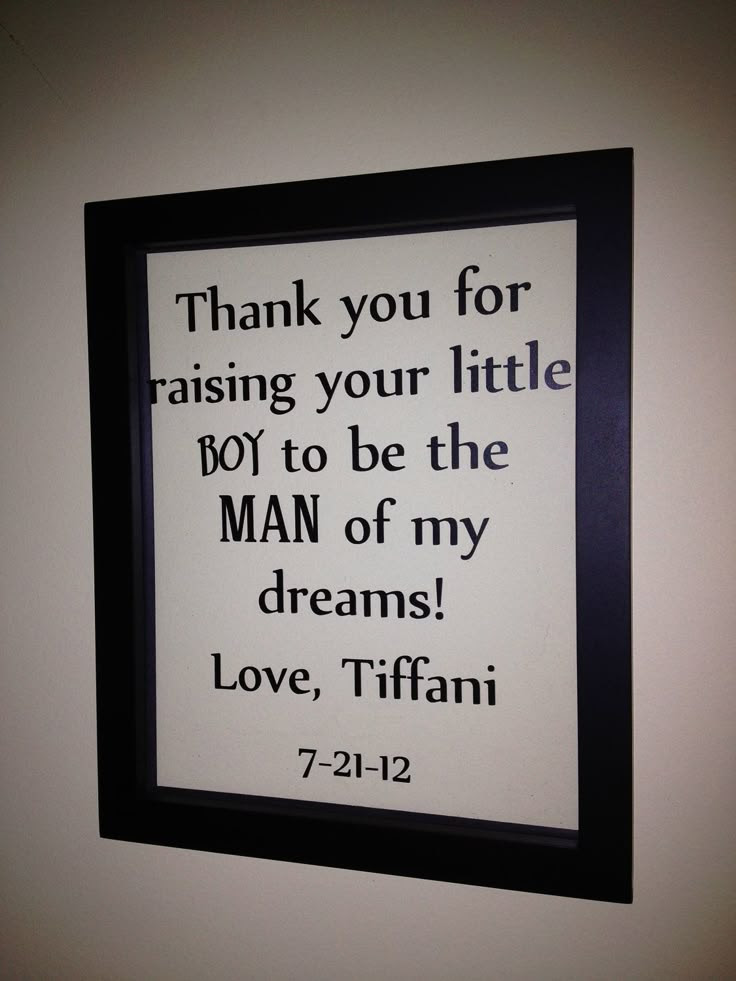 Thank you for
raising your little
BOY to be the
MAN of my
dreams!
Love, Tiffani
7-21-12